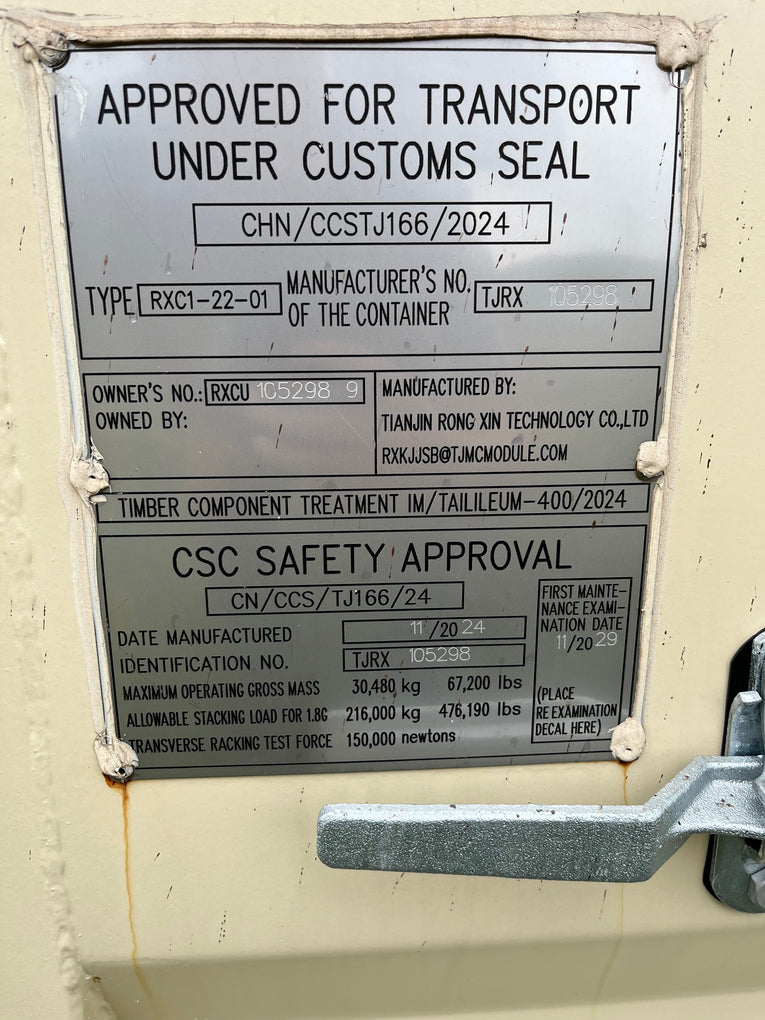 APPROVED FOR TRANSPORT
UNDER CUSTOMS SEAL
CHN/CCSTJ166/2024
TYPE RXC1-22-01 MANUFACTURER'S NO. OF THE CONTAINER TJRX 105298
OWNER'S NO.: RXCU 105298 9
OWNED BY:
MANUFACTURED BY:
TIANJIN RONG XIN TECHNOLOGY CO.,LTD
RXKJJSB@TJMCMODULE.COM
TIMBER COMPONENT TREATMENT IM/TAILILEUM-400/2024
CSC SAFETY APPROVAL
CN/CCS/TJ166/24
DATE MANUFACTURED 11/2024
IDENTIFICATION NO. TJRX 105298
MAXIMUM OPERATING GROSS MASS 30,480 kg 67,200 lbs
ALLOWABLE STACKING LOAD FOR 1.8G 216,000 kg 476,190 lbs
TRANSVERSE RACKING TEST FORCE 150,000 newtons
FIRST MAINTE-
NANCE EXAMI-
NATION DATE
11/2029
(PLACE
RE EXAMINATION
DECAL HERE)